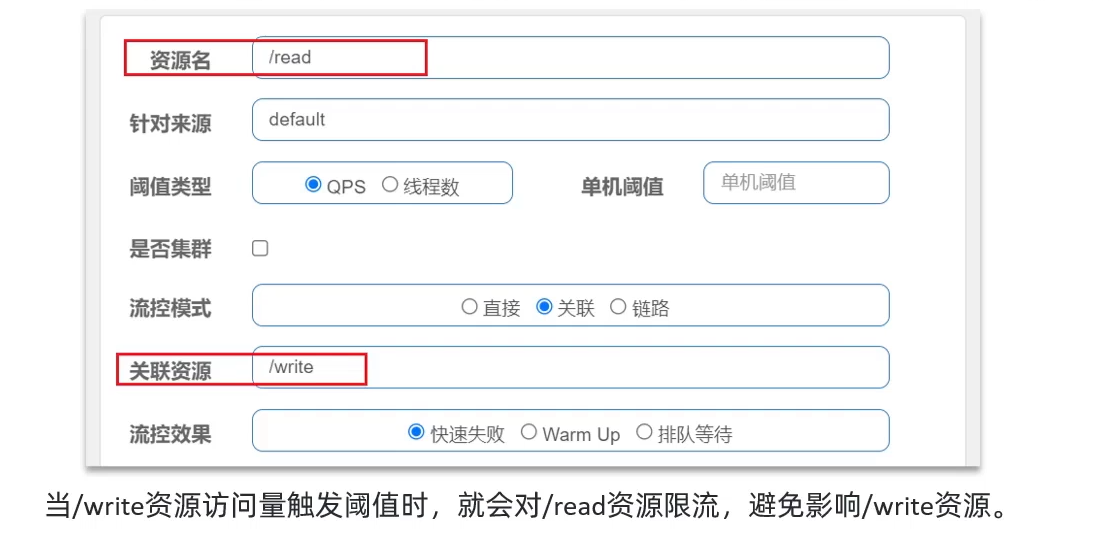 资源名 /read
针对来源 default
阈值类型 QPS 线程数 单机阈值 单机阈值
是否集群
流控模式 直接 关联 链路
关联资源 /write
流控效果 快速失败 Warm Up 排队等待
当/write资源访问量触发阈值时，就会对/read资源限流，避免影响/write资源。